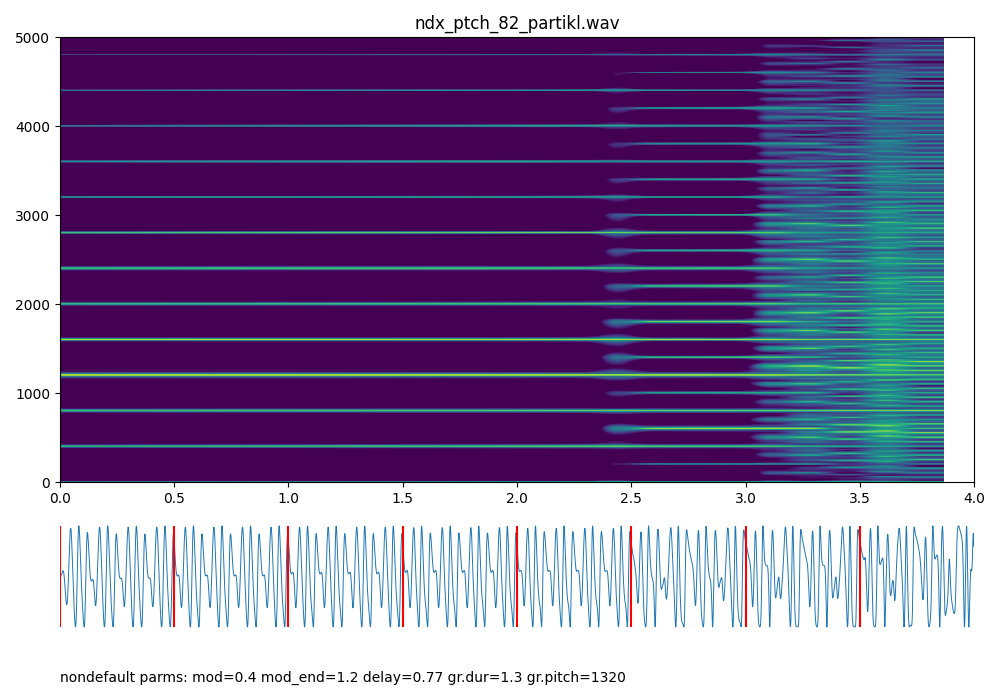 ndx_ptch_82_partikl.wav
5000
4000
3000
2000
1000
0
0.0 0.5 1.0 1.5 2.0 2.5 3.0 3.5 4.0
nondefault parms: mod=0.4 mod_end=1.2 delay=0.77 gr.dur=1.3 gr.pitch=1320